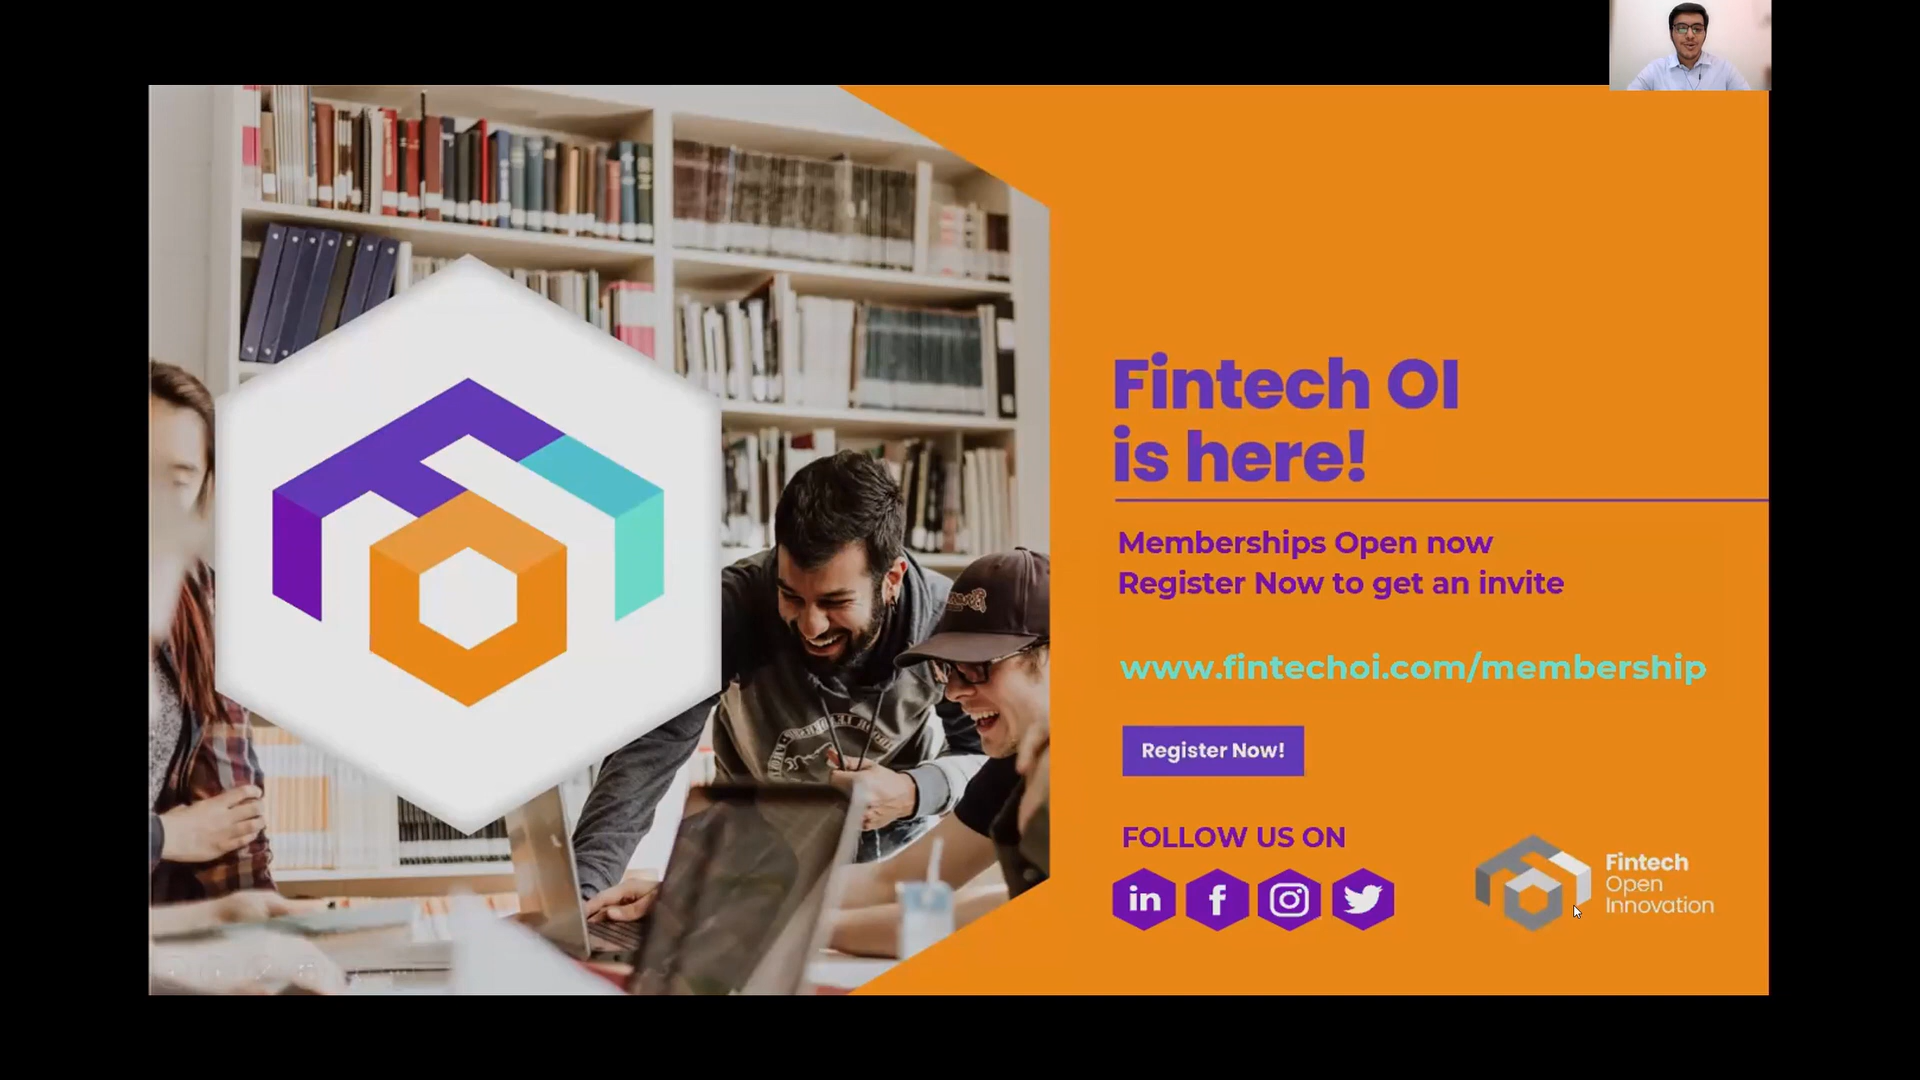 Fintech OI
is here!
Memberships Open now
Register Now to get an invite
www.fintechoi.com/membership
Register Now!
FOLLOW US ON
in
f
Fintech
Open
Innovation